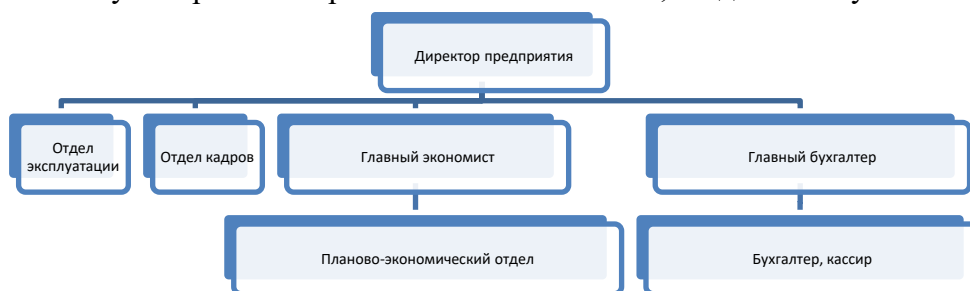 Директор предприятия
Отдел
эксплуатации
Отдел кадров
Главный экономист
Главный бухгалтер
Планово-экономический отдел
Бухгалтер, кассир